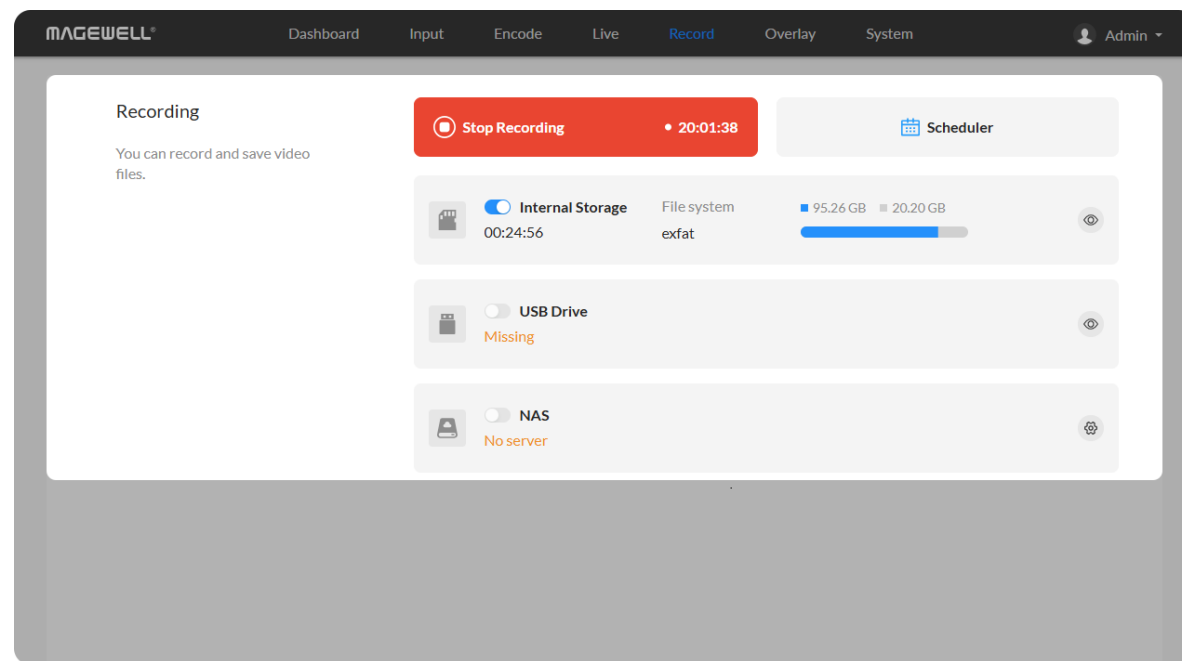 MAGEWELL®
Dashboard Input Encode Live Record Overlay System Admin
Recording
You can record and save video
files.
Stop Recording 20:01:38
Scheduler
Internal Storage
00:24:56
File system
exfat
95.26 GB 20.20 GB
USB Drive
Missing
NAS
No server